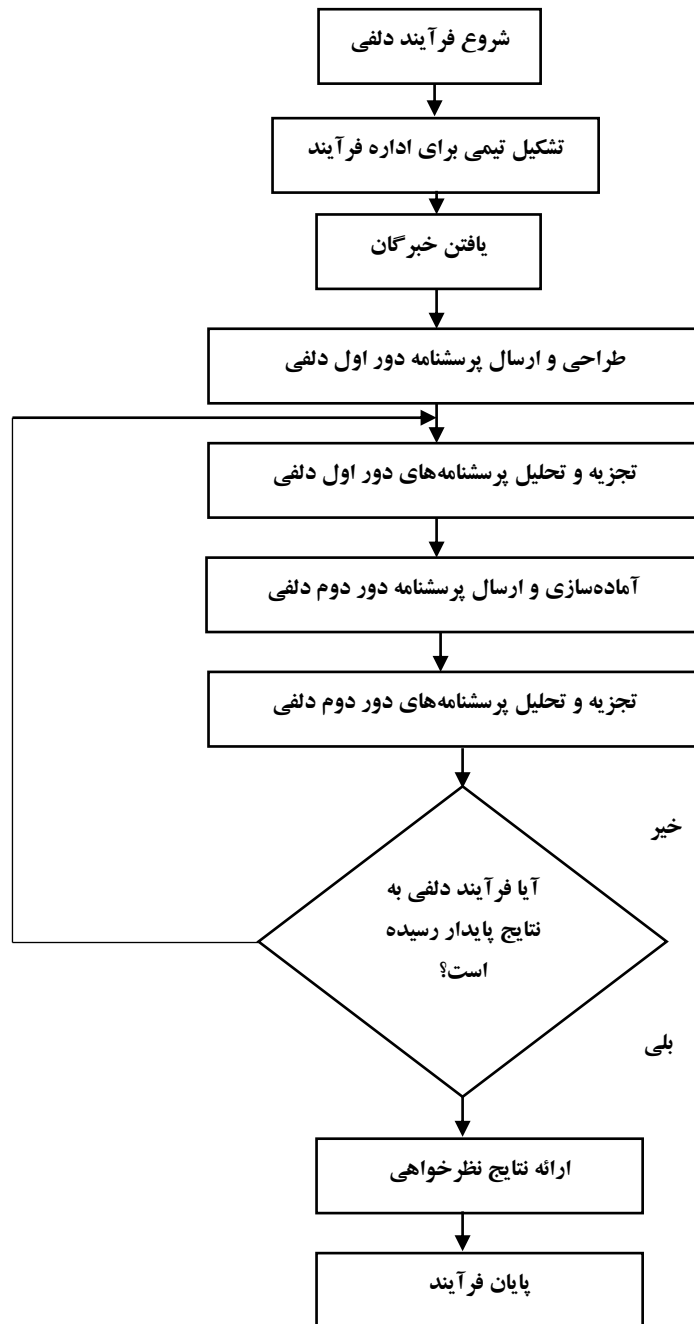 شروع فرآیند دلفی
تشکیل تیمی برای اداره فرآیند
یافتن خبرگان
طراحی و ارسال پرسشنامه دور اول دلفی
تجزیه و تحلیل پرسشنامه‌های دور اول دلفی
آماده‌سازی و ارسال پرسشنامه دور دوم دلفی
تجزیه و تحلیل پرسشنامه‌های دور دوم دلفی
خیر
آیا فرآیند دلفی به
نتایج پایدار رسیده
است؟
بلی
ارائه نتایج نظرخواهی
پایان فرآیند